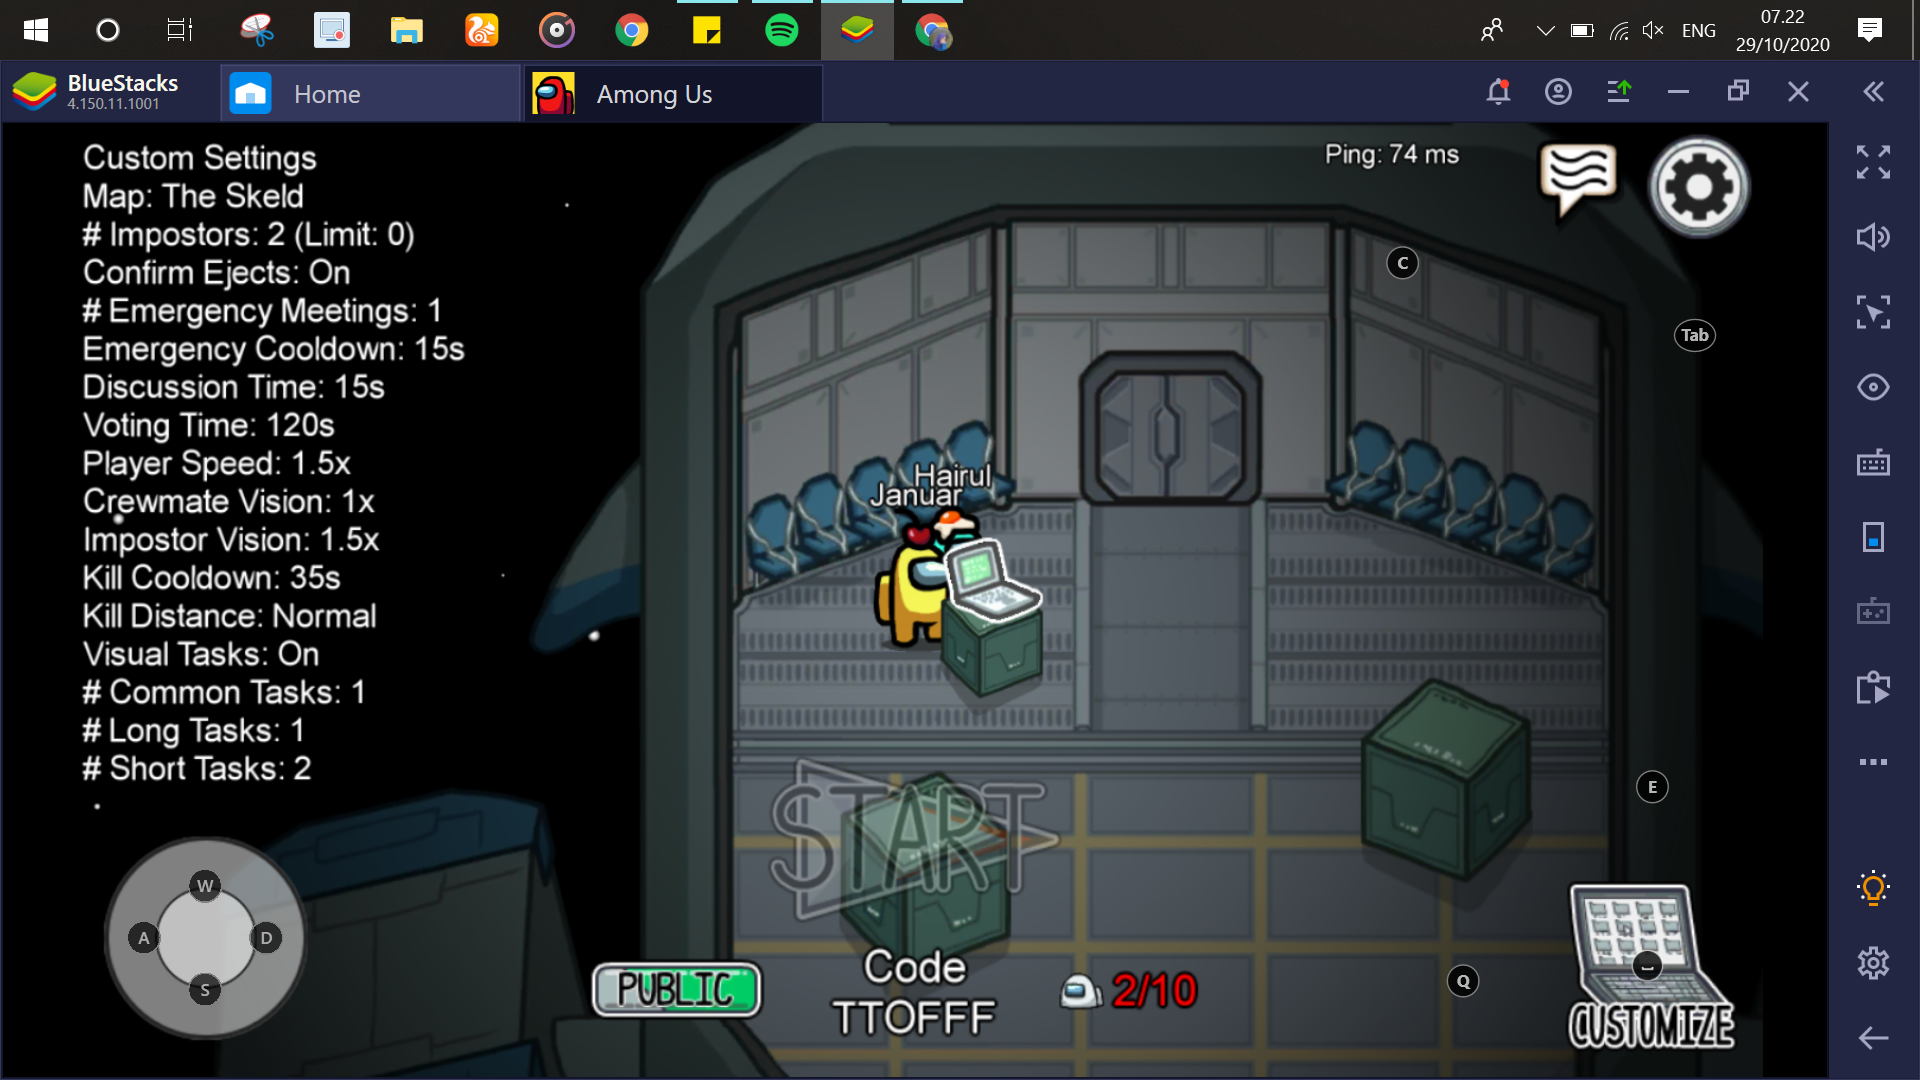 07.22
ENG
29/10/2020
BlueStacks
4.150.11.1001
Home
Among Us
Custom Settings
Map: The Skeld
# Impostors: 2 (Limit: 0)
Confirm Ejects: On
# Emergency Meetings: 1
Emergency Cooldown: 15s
Discussion Time: 15s
Voting Time: 120s
Player Speed: 1.5x
Crewmate Vision: 1x
Impostor Vision: 1.5x
Kill Cooldown: 35s
Kill Distance: Normal
Visual Tasks: On
# Common Tasks: 1
# Long Tasks: 1
# Short Tasks: 2
Ping: 74 ms
C
Tab
Hairul
Januar
START
E
W
A
D
S
PUBLIC
Code
TTOFFF
2/10
Q
CUSTOMIZE